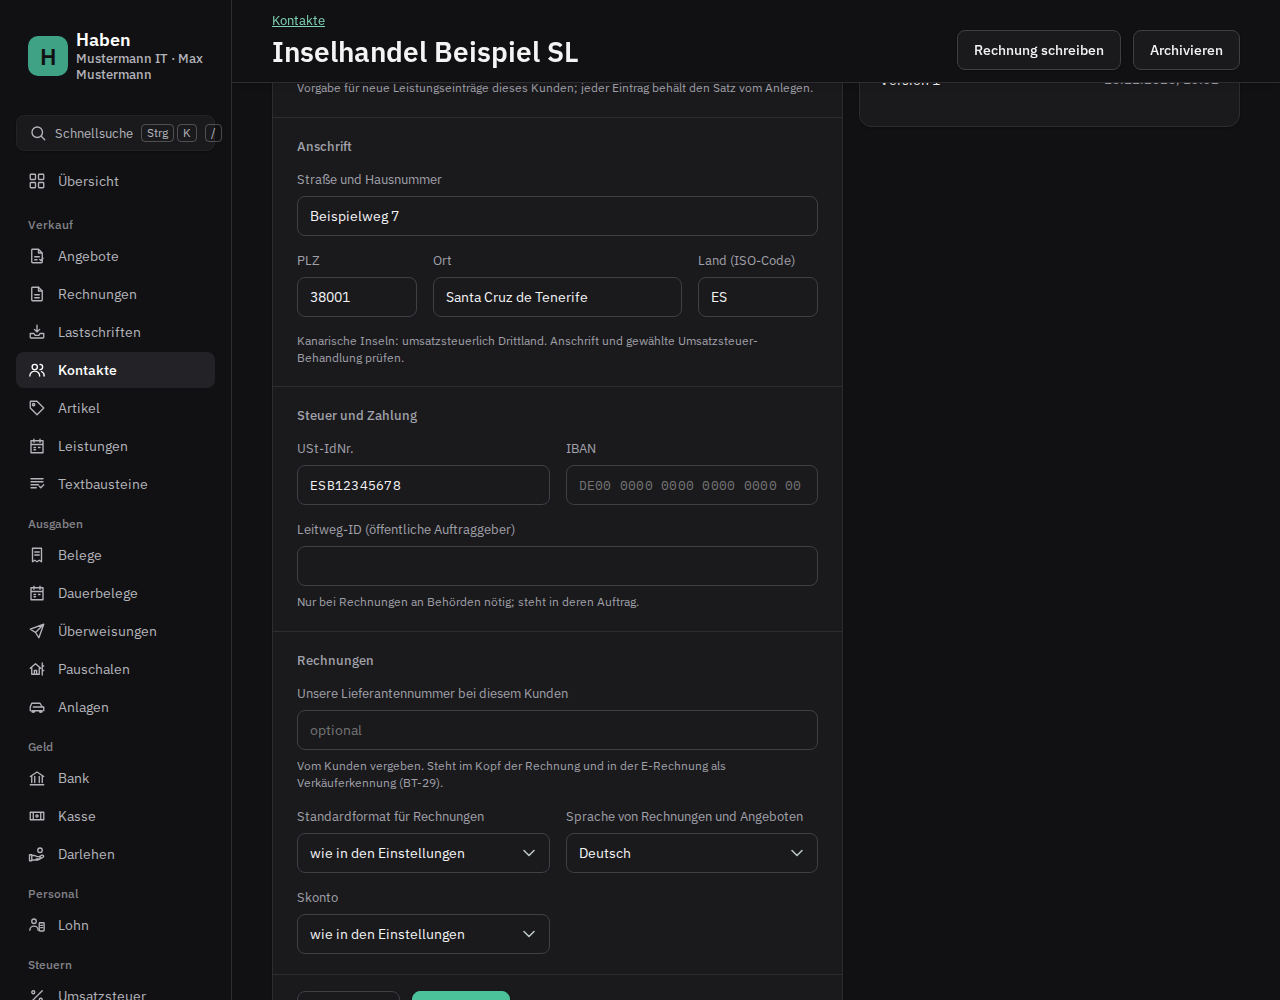 H
Haben
Mustermann IT · Max
Mustermann
Schnellsuche Strg K /
Übersicht
Verkauf
Angebote
Rechnungen
Lastschriften
Kontakte
Artikel
Leistungen
Textbausteine
Ausgaben
Belege
Dauerbelege
Überweisungen
Pauschalen
Anlagen
Geld
Bank
Kasse
Darlehen
Personal
Lohn
Steuern
Umsatzsteuer
Kontakte
Inselhandel Beispiel SL
Rechnung schreiben
Archivieren
Vorgabe für neue Leistungseinträge dieses Kunden; jeder Eintrag behält den Satz vom Anlegen.
Anschrift
Straße und Hausnummer
Beispielweg 7
PLZ Ort Land (ISO-Code)
38001 Santa Cruz de Tenerife ES
Kanarische Inseln: umsatzsteuerlich Drittland. Anschrift und gewählte Umsatzsteuer-
Behandlung prüfen.
Steuer und Zahlung
USt-IdNr. IBAN
ESB12345678 DE00 0000 0000 0000 0000 00
Leitweg-ID (öffentliche Auftraggeber)
Nur bei Rechnungen an Behörden nötig; steht in deren Auftrag.
Rechnungen
Unsere Lieferantennummer bei diesem Kunden
optional
Vom Kunden vergeben. Steht im Kopf der Rechnung und in der E-Rechnung als
Verkäuferkennung (BT-29).
Standardformat für Rechnungen Sprache von Rechnungen und Angeboten
wie in den Einstellungen Deutsch
Skonto
wie in den Einstellungen